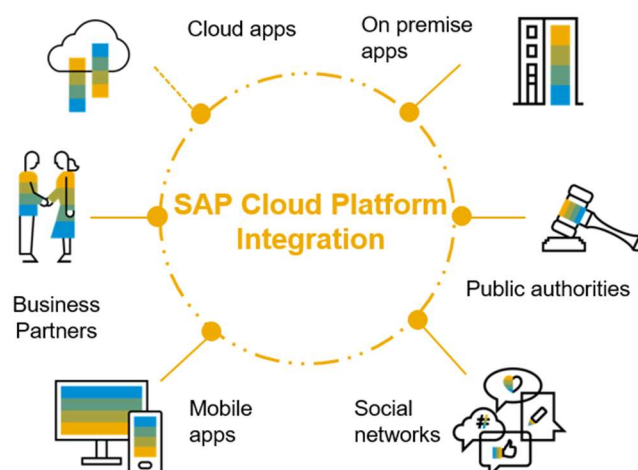 Cloud apps
On premise
apps
SAP Cloud Platform
Integration
Business
Partners
Public authorities
Mobile
apps
Social
networks
#